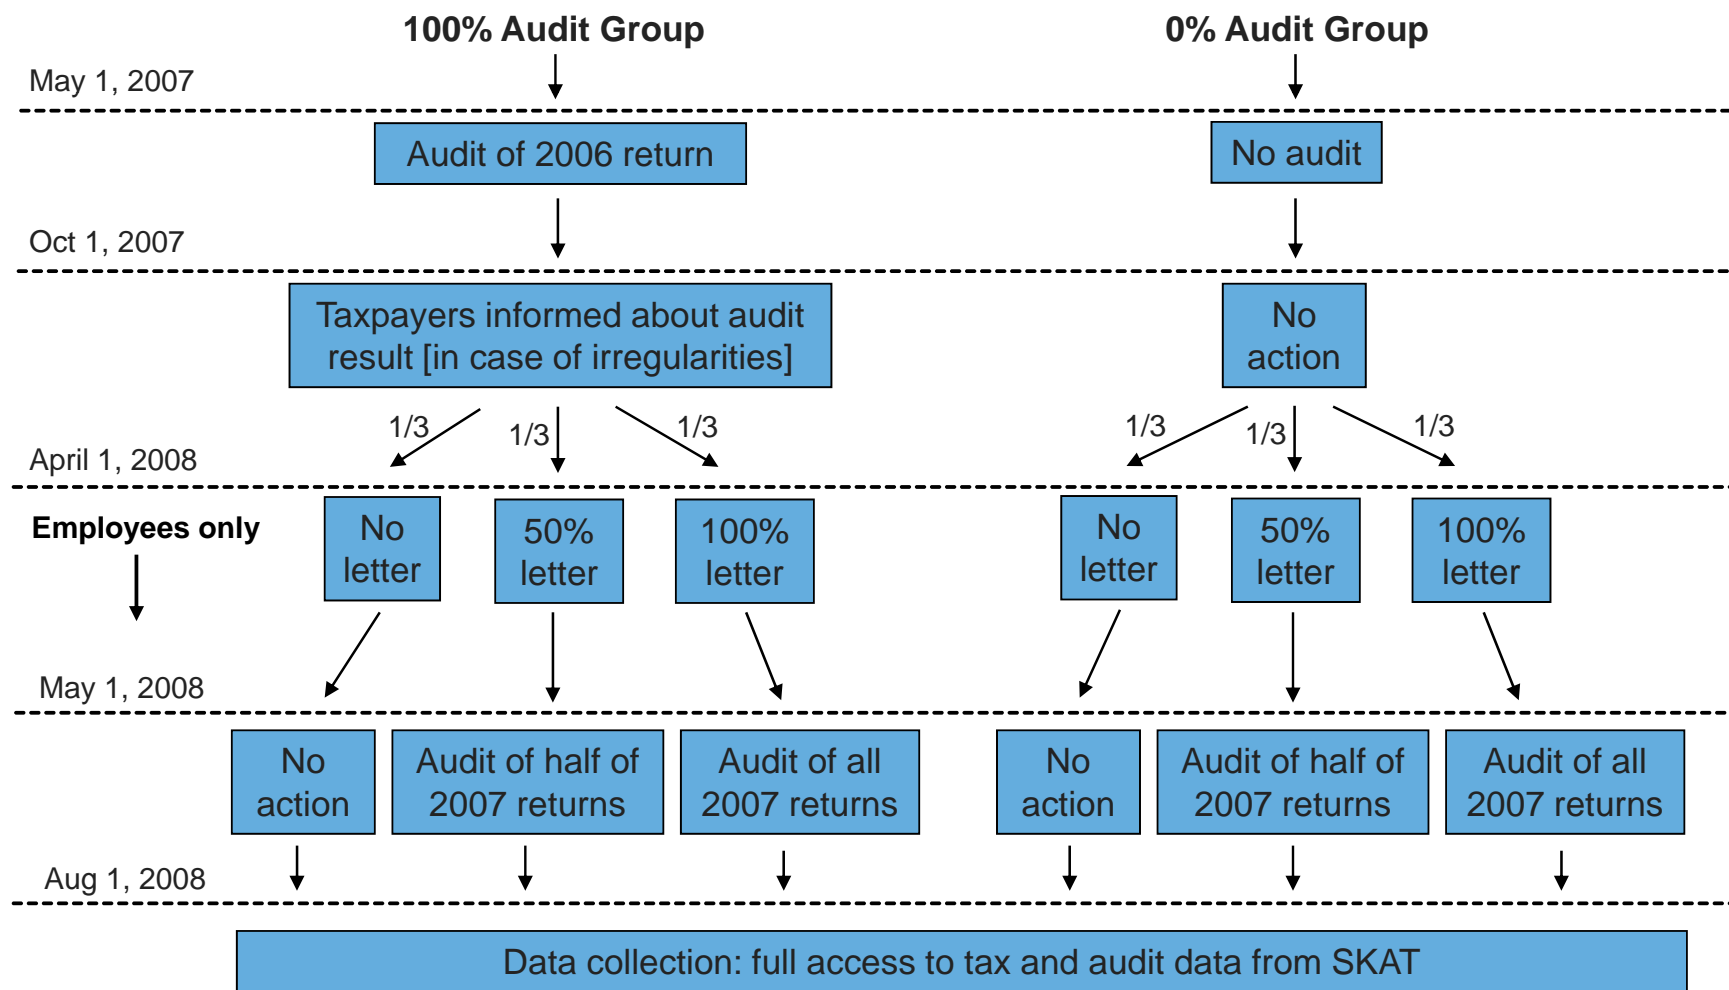 100% Audit Group
0% Audit Group
May 1, 2007
Audit of 2006 return
No audit
Oct 1, 2007
Taxpayers informed about audit
result [in case of irregularities]
No
action
1/3
1/3
1/3
1/3
1/3
1/3
April 1, 2008
Employees only
No
letter
50%
letter
100%
letter
No
letter
50%
letter
100%
letter
May 1, 2008
No
action
Audit of half of
2007 returns
Audit of all
2007 returns
No
action
Audit of half of
2007 returns
Audit of all
2007 returns
Aug 1, 2008
Data collection: full access to tax and audit data from SKAT